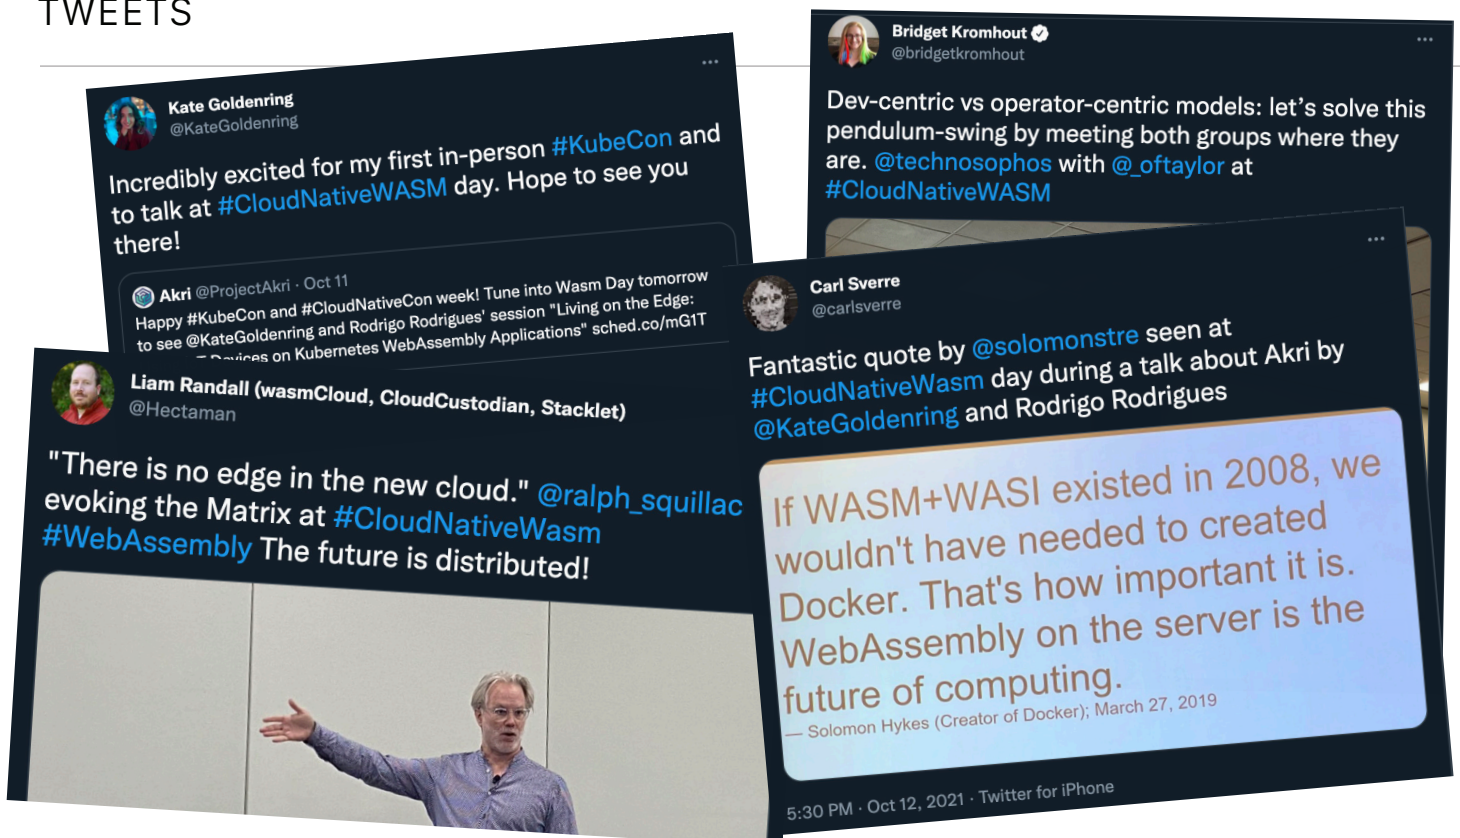 TWEETS
Kate Goldenring
@KateGoldenring
Incredibly excited for my first in-person #KubeCon and
to talk at #CloudNativeWASM day. Hope to see you
there!
Akri @ProjectAkri · Oct 11
Happy #KubeCon and #CloudNativeCon week! Tune into Wasm Day tomorrow
to see @KateGoldenring and Rodrigo Rodrigues' session "Living on the Edge:
Devices on Kubernetes WebAssembly Applications" sched.co/mG1T
Bridget Kromhout
@bridgetkromhout
Dev-centric vs operator-centric models: let's solve this
pendulum-swing by meeting both groups where they
are. @technosophos with @_oftaylor at
#CloudNativeWASM
Liam Randall (wasmCloud, CloudCustodian, Stacklet)
@Hectaman
"There is no edge in the new cloud." @ralph_squillac
evoking the Matrix at #CloudNativeWasm
#WebAssembly The future is distributed!
Carl Sverre
@carlsverre
Fantastic quote by @solomonstre seen at
#CloudNativeWasm day during a talk about Akri by
@KateGoldenring and Rodrigo Rodrigues
If WASM+WASI existed in 2008, we
wouldn't have needed to created
Docker. That's how important it is.
WebAssembly on the server is the
future of computing.
— Solomon Hykes (Creator of Docker); March 27, 2019
5:30 PM · Oct 12, 2021 · Twitter for iPhone